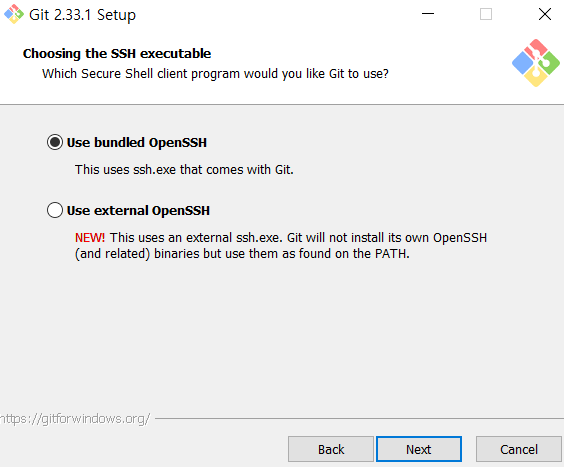 Git 2.33.1 Setup
Choosing the SSH executable
Which Secure Shell client program would you like Git to use?
Use bundled OpenSSH
This uses ssh.exe that comes with Git.
Use external OpenSSH
NEW! This uses an external ssh.exe. Git will not install its own OpenSSH
(and related) binaries but use them as found on the PATH.
https://gitforwindows.org/
Back
Next
Cancel